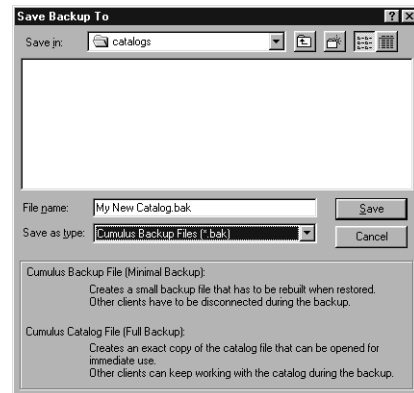 Save Backup To
Save in: catalogs
File name: My New Catalog.bak Save
Save as type: Cumulus Backup Files (*.bak) Cancel
Cumulus Backup File (Minimal Backup):
Creates a small backup file that has to be rebuilt when restored.
Other clients have to be disconnected during the backup.
Cumulus Catalog File (Full Backup):
Creates an exact copy of the catalog file that can be opened for
immediate use.
Other clients can keep working with the catalog during the backup.